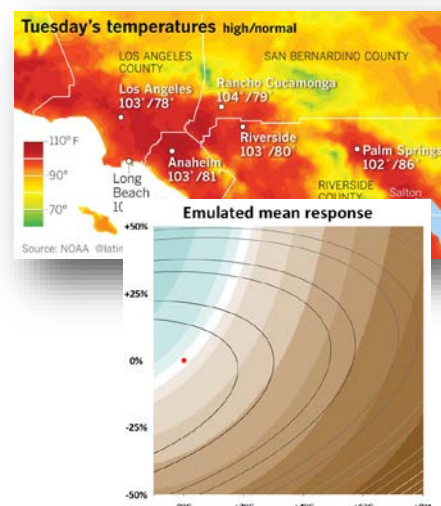 Tuesday's temperatures high/normal
LOS ANGELES
COUNTY
SAN BERNARDINO COUNTY
Los Angeles
103°/78°
Rancho Cucamonga
104°/79°
Riverside
103°/80°
Palm Springs
102°/86°
Anaheim
103°/81°
110° F
90°
70°
Long
Beach
RIVERSIDE
COUNTY
Salton
Source: NOAA
Emulated mean response
+50%
+25%
0%
-25%
-50%